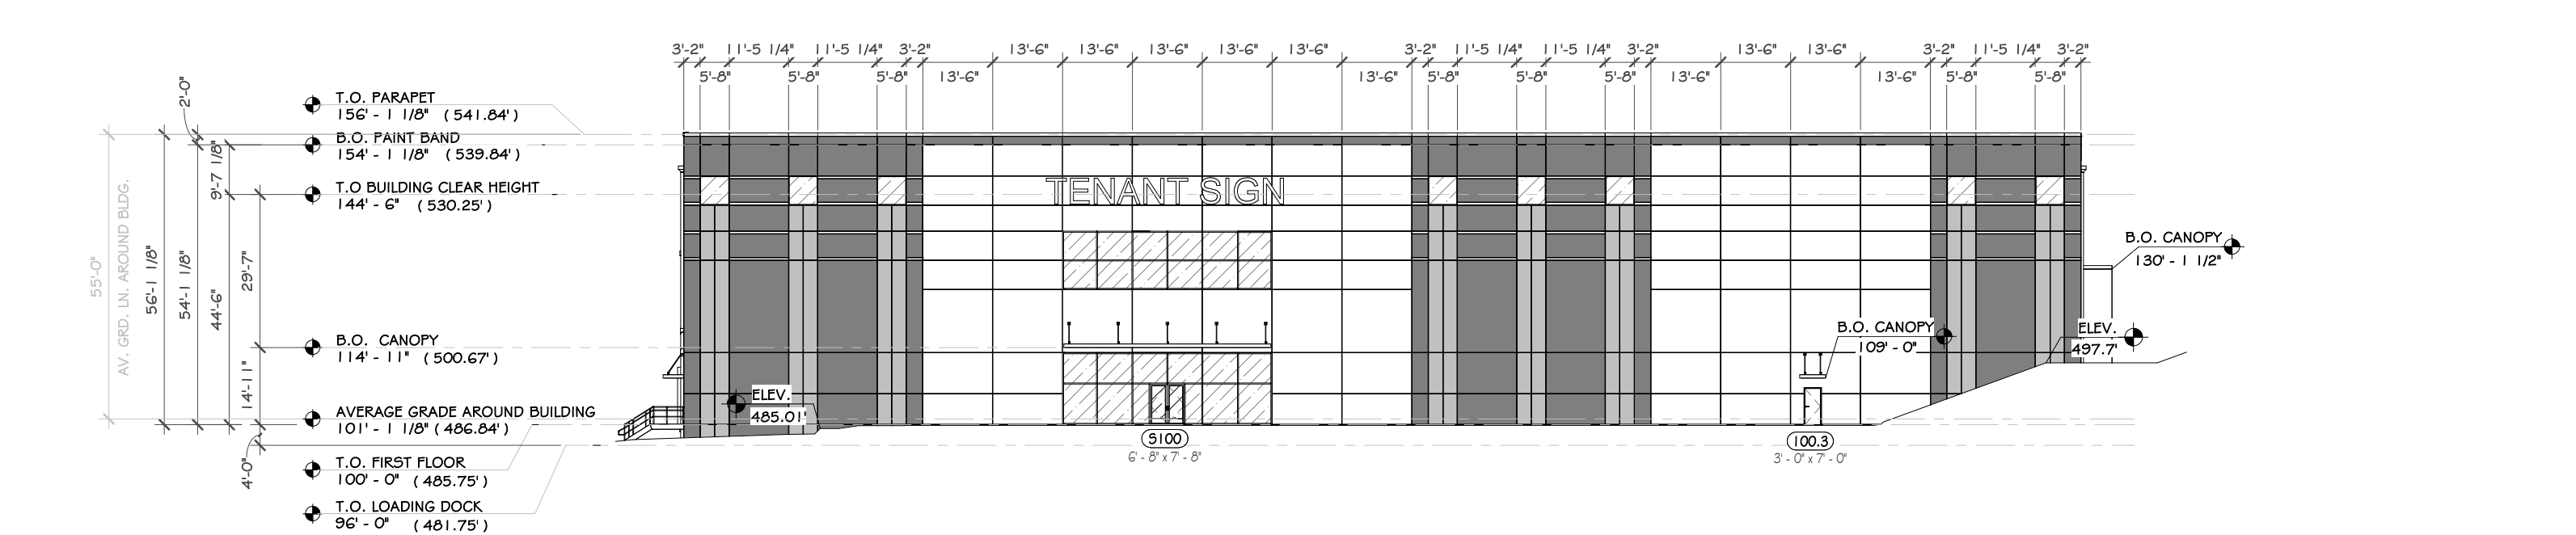 3'-2" 11'-5 1/4" 11'-5 1/4" 3'-2" 13'-6" 13'-6" 13'-6" 13'-6" 13'-6" 3'-2" 11'-5 1/4" 11'-5 1/4" 3'-2" 13'-6" 13'-6" 3'-2" 11'-5 1/4" 3'-2"
5'-8" 5'-8" 5'-8" 13'-6" 13'-6" 5'-8" 5'-8" 5'-8" 13'-6" 13'-6" 5'-8" 5'-8"
2'-0"
T.O. PARAPET
156' - 1 1/8" ( 541.84' )
B.O. PAINT BAND
154' - 1 1/8" ( 539.84' )
9'-7 1/8"
T.O BUILDING CLEAR HEIGHT
144' - 6" ( 530.25' )
TENANT SIGN
55'-0"
AV. GRD. LN. AROUND BLDG.
56'-1 1/8"
54'-1 1/8"
44'-6"
29'-7"
B.O. CANOPY
130' - 1 1/2"
B.O. CANOPY
114' - 11" ( 500.67' )
B.O. CANOPY
109' - 0"
ELEV.
497.7'
14'-11"
ELEV.
485.01'
AVERAGE GRADE AROUND BUILDING
101' - 1 1/8" ( 486.84' )
S100
6' - 8" x 7' - 8"
100.3
3' - 0" x 7' - 0"
4'-0"
T.O. FIRST FLOOR
100' - 0" ( 485.75' )
T.O. LOADING DOCK
96' - 0" ( 481.75' )